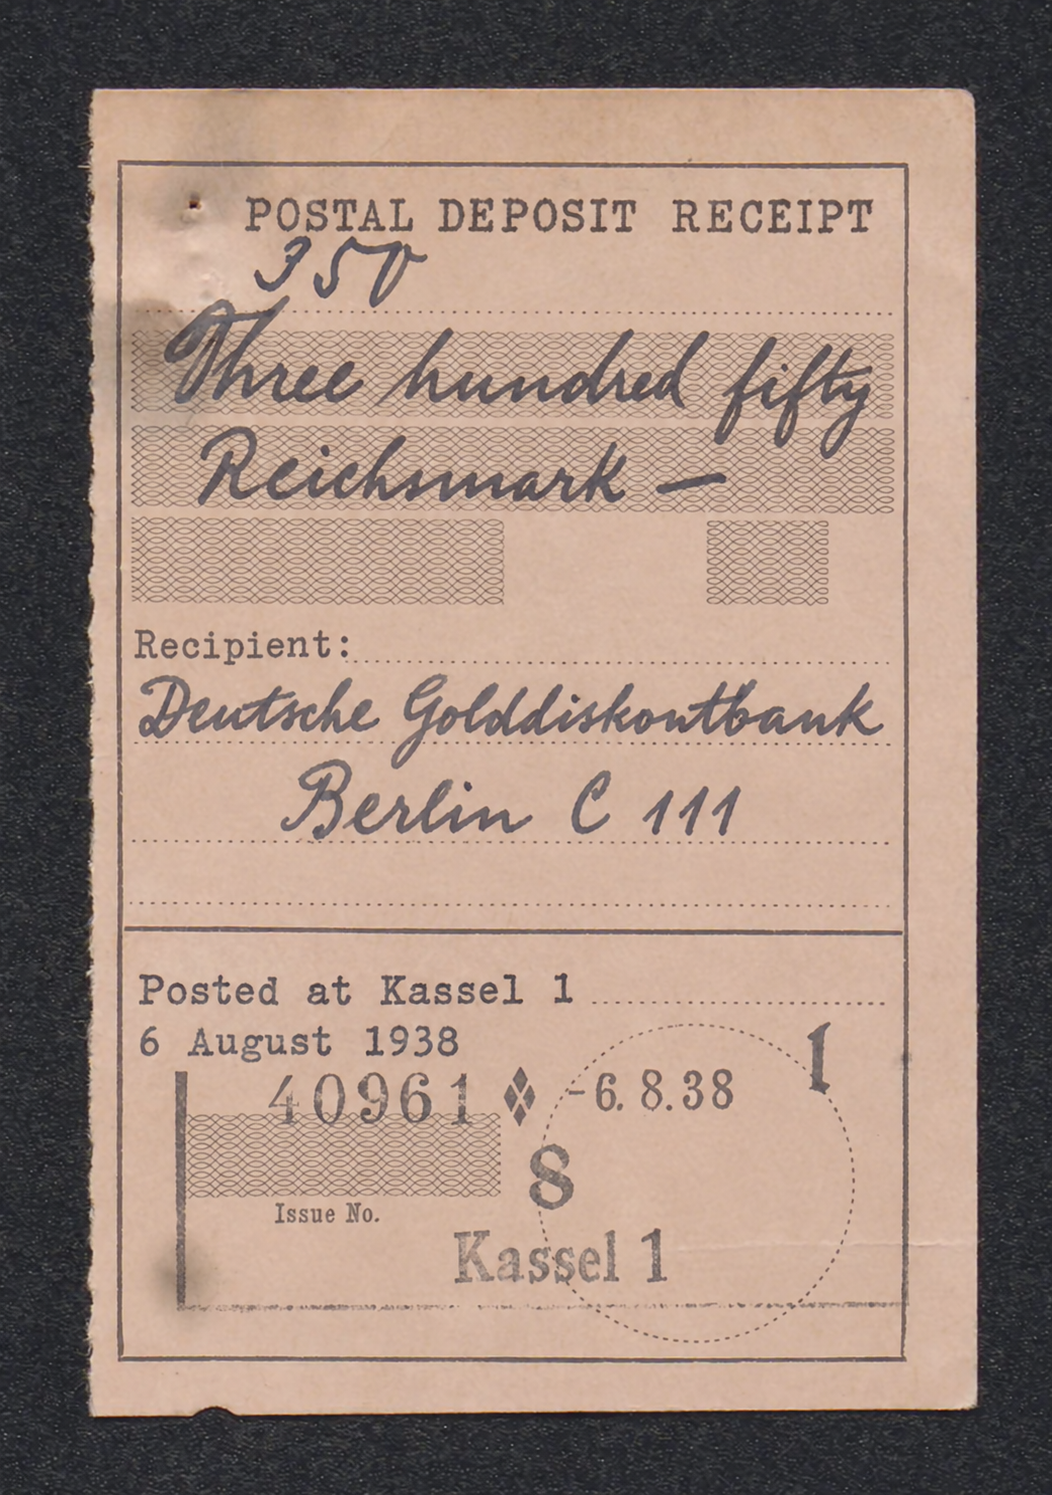 POSTAL DEPOSIT RECEIPT
350
Three hundred fifty
Reichsmark —
Recipient:
Deutsche Golddiskontbank
Berlin C 111
Posted at Kassel 1
6 August 1938
40961 -6.8.38 1
8
Issue No.
Kassel 1